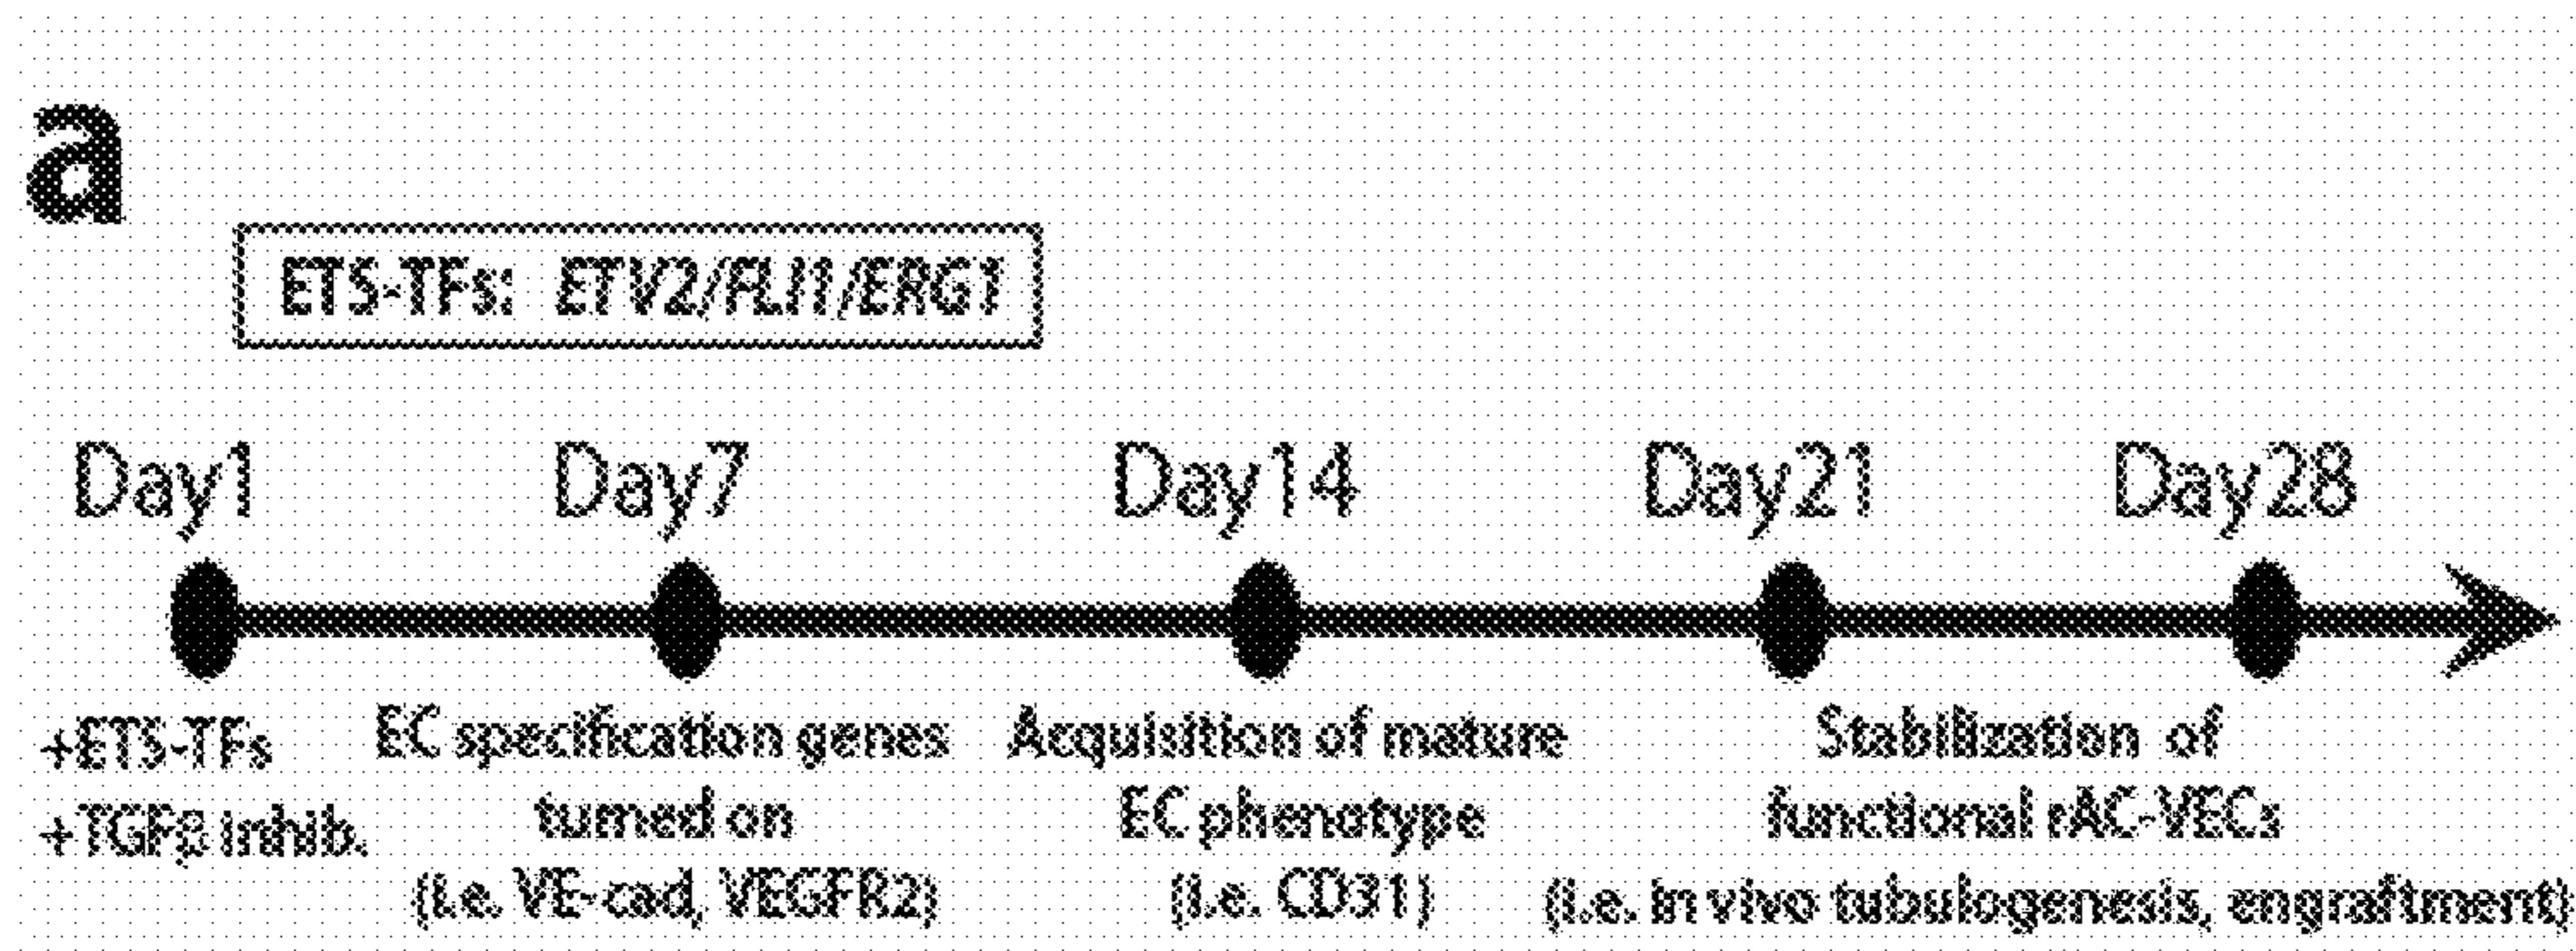 a
ETS-TFs: ETV2/FLI1/ERG1
Day1 Day7 Day14 Day21 Day28
+ETS-TFs
+TGFβ inhib.
EC specification genes
turned on
(i.e. VE-cad, VEGFR2)
Acquisition of mature
EC phenotype
(i.e. CD31)
Stabilization of
functional rAC-VECs
(i.e. in vivo tubulogenesis, engraftment)